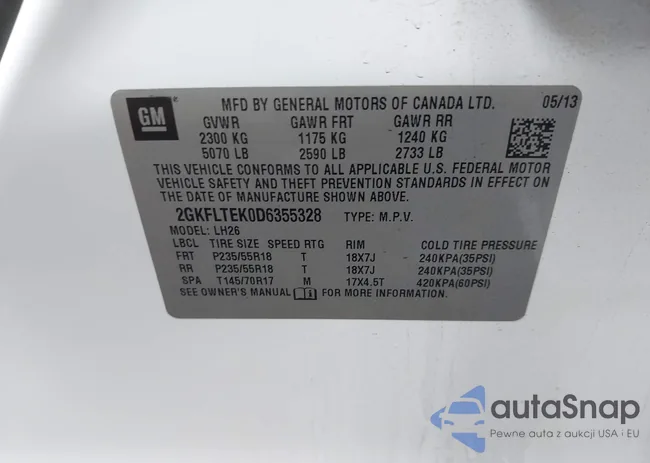 GM
MFD BY GENERAL MOTORS OF CANADA LTD. 05/13
GVWR GAWR FRT GAWR RR
2300 KG 1175 KG 1240 KG
5070 LB 2590 LB 2733 LB
THIS VEHICLE CONFORMS TO ALL APPLICABLE U.S. FEDERAL MOTOR
VEHICLE SAFETY AND THEFT PREVENTION STANDARDS IN EFFECT ON
THE DATE OF MANUFACTURE SHOWN ABOVE.
2GKFLTEK0D6355328 TYPE: M.P.V.
MODEL: LH26
LBCL TIRE SIZE SPEED RTG RIM COLD TIRE PRESSURE
FRT P235/55R18 T 18X7J 240KPA(35PSI)
RR P235/55R18 T 18X7J 240KPA(35PSI)
SPA T145/70R17 M 17X4.5T 420KPA(60PSI)
SEE OWNER'S MANUAL FOR MORE INFORMATION.
autoSnap
Pewne auta z aukcji USA i EU